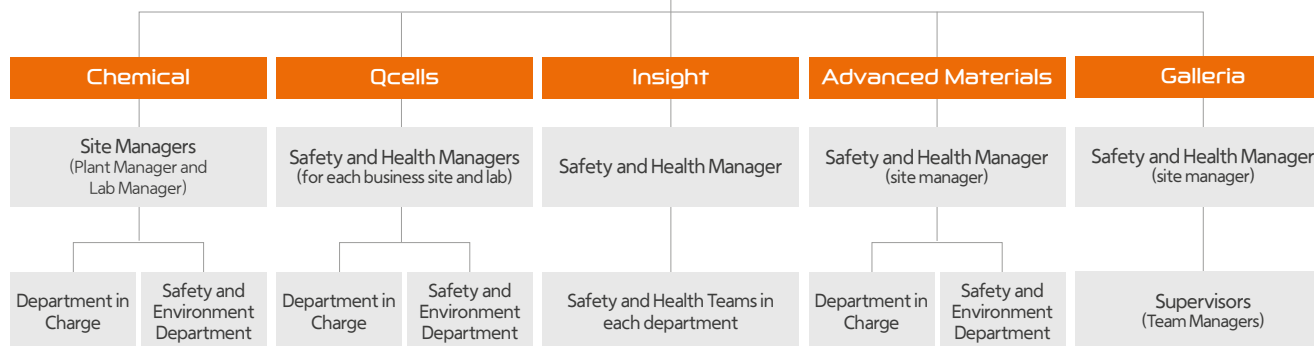 Chemical
Qcells
Insight
Advanced Materials
Galleria
Site Managers
(Plant Manager and
Lab Manager)
Safety and Health Managers
(for each business site and lab)
Safety and Health Manager
Safety and Health Manager
(site manager)
Safety and Health Manager
(site manager)
Department in
Charge
Safety and
Environment
Department
Department in
Charge
Safety and
Environment
Department
Safety and Health Teams in
each department
Department in
Charge
Safety and
Environment
Department
Supervisors
(Team Managers)